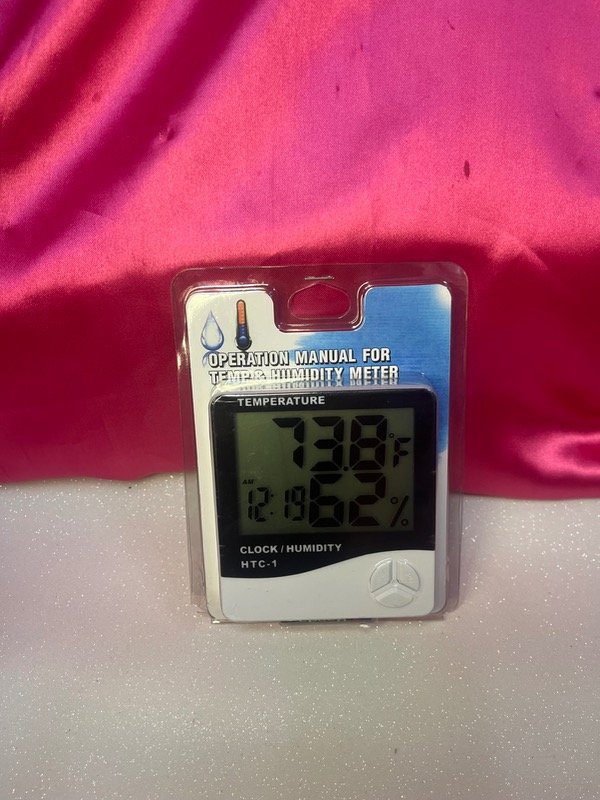 OPERATION MANUAL FOR
TEMP & HUMIDITY METER
TEMPERATURE
73.8°F
AM
12:19 62%
CLOCK / HUMIDITY
HTC-1